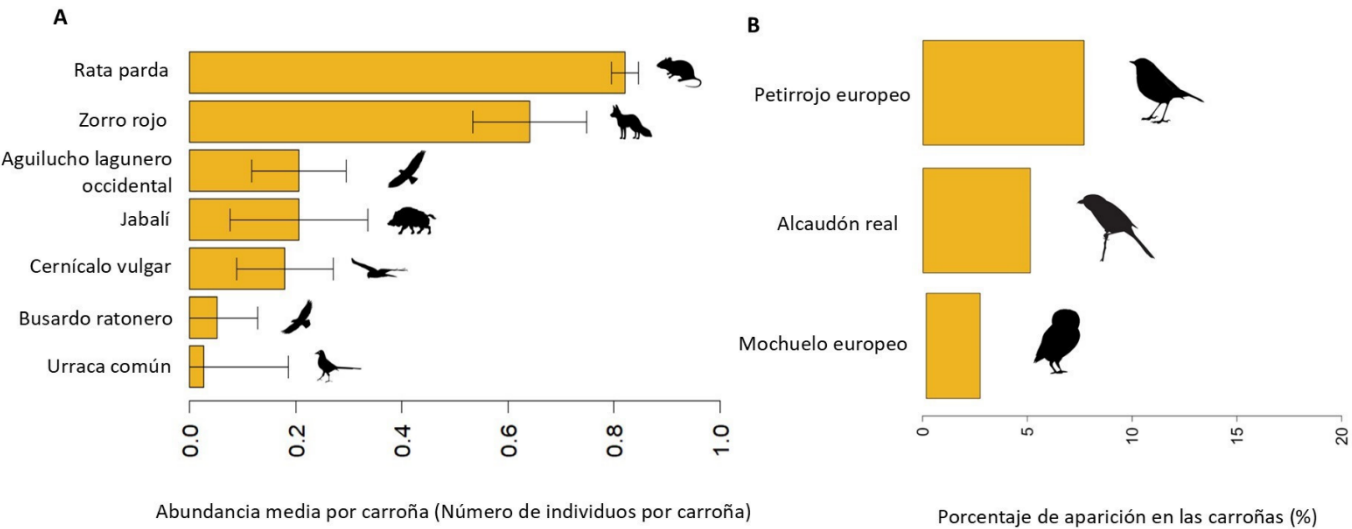 A
Rata parda
Zorro rojo
Aguilucho lagunero
occidental
Jabalí
Cernícalo vulgar
Busardo ratonero
Urraca común
0.0
0.2
0.4
0.6
0.8
1.0
Abundancia media por carroña (Número de individuos por carroña)
B
Petirrojo europeo
Alcaudón real
Mochuelo europeo
0
5
10
15
20
Porcentaje de aparición en las carroñas (%)